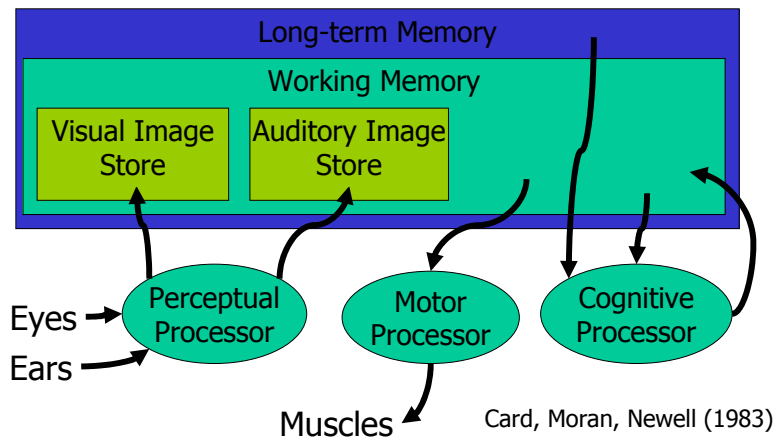 Long-term Memory
Working Memory
Visual Image
Store
Auditory Image
Store
Eyes
Ears
Perceptual
Processor
Motor
Processor
Cognitive
Processor
Muscles
Card, Moran, Newell (1983)